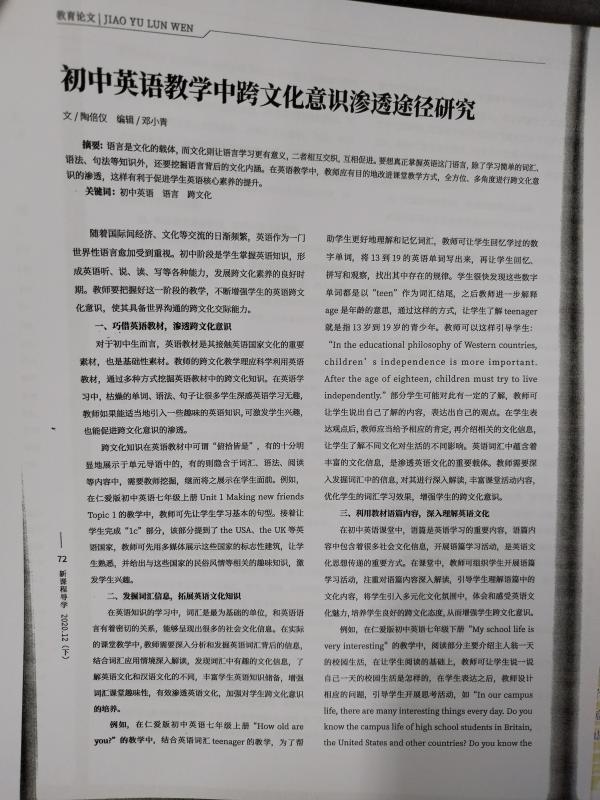 教育论文 | JIAO YU LUN WEN
初中英语教学中跨文化意识渗透途径研究
文/陶倍仪 编辑/邓小青
摘要: 语言是文化的载体, 而文化则让语言学习更有意义, 二者相互交织, 互相促进。要想真正掌握英语这门语言, 除了学习简单的词汇、
语法、句法等知识外, 还要挖掘语言背后的文化内涵。在英语教学中, 教师应有目的地改进课堂教学方式, 全方位、多角度进行跨文化意
识的渗透, 这样有利于促进学生英语核心素养的提升。
关键词: 初中英语 语言 跨文化
随着国际间经济、文化等交流的日渐频繁, 英语作为一门
世界性语言愈加受到重视。初中阶段是学生掌握英语知识, 形
成英语听、说、读、写等各种能力, 发展跨文化素养的良好时
期。教师要把握好这一阶段的教学, 不断增强学生的英语跨文
化意识, 使其具备世界沟通的跨文化交际能力。
一、巧借英语教材, 渗透跨文化意识
对于初中生而言, 英语教材是其接触英语国家文化的重要
素材, 也是基础性素材。教师的跨文化教学理应科学利用英语
教材, 通过多种方式挖掘英语教材中的跨文化知识。在英语学
习中, 枯燥的单词、语法、句子让很多学生深感英语学习无趣,
教师如果能适当地引入一些趣味的英语知识, 可激发学生兴趣,
也能促进跨文化意识的渗透。
跨文化知识在英语教材中可谓“俯拾皆是”, 有的十分明
显地展示于单元导语中, 有的则隐含于词汇、语法、阅读
等内容中, 需要教师挖掘, 继而将之展示在学生面前。例如,
在仁爱版初中英语七年级上册 Unit 1 Making new friends
Topic 1 的教学中, 教师可先让学生学习基本的句型。接着让
学生完成“1c”部分, 该部分提到了 the USA、the UK 等英
语国家, 教师可先用多媒体展示这些国家的标志性建筑, 让学
生熟悉, 并给出与这些国家的民俗风情等相关的趣味知识, 激
发学生兴趣。
二、发掘词汇信息, 拓展英语文化知识
在英语知识的学习中, 词汇是最为基础的单位, 和英语语
言有着密切的关系, 能够呈现出很多的社会文化信息。在实际
的课堂教学中, 教师需要深入分析和发掘英语词汇背后的信息,
结合词汇应用情境深入解读, 发现词汇中有趣的文化信息, 了
解英语文化和汉语文化的不同, 丰富学生英语知识储备, 增强
词汇课堂趣味性, 有效渗透英语文化, 加强对学生跨文化意识
的培养。
例如, 在仁爱版初中英语七年级上册“How old are
you?”的教学中, 结合英语词汇 teenager 的教学, 为了帮
助学生更好地理解和记忆词汇, 教师可让学生回忆学过的数
字单词, 将 13 到 19 的英语单词写出来, 再让学生回忆、
拼写和观察, 找出其中存在的规律。学生很快发现这些数字
单词都是以“teen”作为词汇结尾, 之后教师进一步解释
age 是年龄的意思, 通过这样的方式, 让学生了解 teenager
就是指 13 岁到 19 岁的青少年。教师可以这样引导学生:
“In the educational philosophy of Western countries,
children’s independence is more important.
After the age of eighteen, children must try to live
independently.”部分学生可能对此有一定的了解, 教师可
让学生说出自己了解的内容, 表达出自己的观点。在学生表
达观点后, 教师应当给予相应的肯定, 再介绍相关的文化信息,
让学生了解不同文化对生活的不同影响。英语词汇中蕴含着
丰富的文化信息, 是渗透英语文化的重要载体。教师需要深
入发掘词汇中的信息, 对其进行深入解读, 丰富课堂活动内容,
优化学生的词汇学习效果, 增强学生的跨文化意识。
三、利用教材语篇内容, 深入理解英语文化
在初中英语课堂中, 语篇是英语学习的重要内容, 语篇内
容中包含着很多社会文化信息, 开展语篇学习活动, 是英语文
化思想传递的重要方式。在课堂中, 教师可组织学生开展语篇
学习活动, 注重对语篇内容深入解读, 引导学生理解语篇中的
文化内容, 将学生引入多元化文化氛围中, 体会和感受英语文
化魅力, 培养学生良好的跨文化态度, 从而增强学生跨文化意识。
例如, 在仁爱版初中英语七年级下册“My school life is
very interesting”的教学中, 阅读部分主要介绍主人翁一天
的校园生活, 在让学生阅读的基础上, 教师可让学生说一说
自己一天的校园生活是怎样的, 在学生表达之后, 教师设计
相应的问题, 引导学生开展思考活动, 如“In our campus
life, there are many interesting things every day. Do you
know the campus life of high school students in Britain,
the United States and other countries? Do you know the
72
新课程导学 2020.12(下)